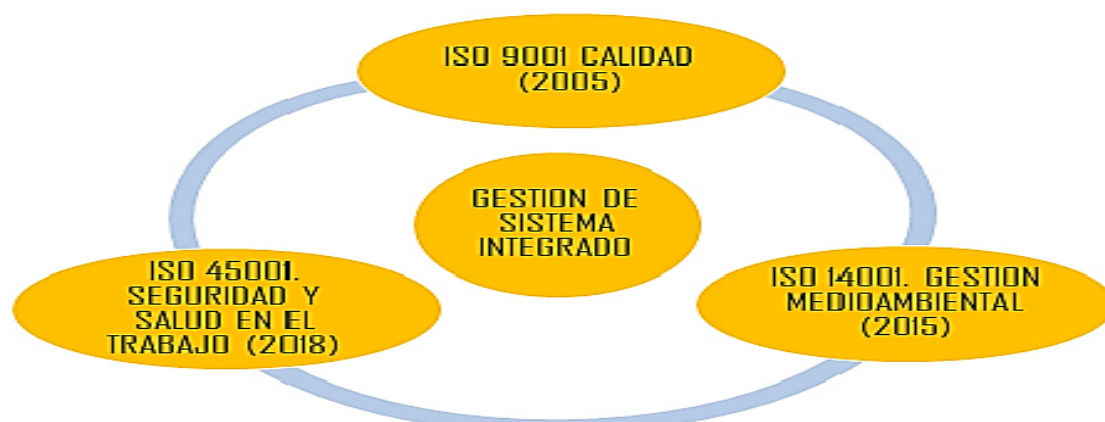 ISO 9001 CALIDAD
(2005)
GESTION DE
SISTEMA
INTEGRADO
ISO 45001.
SEGURIDAD Y
SALUD EN EL
TRABAJO (2018)
ISO 14001. GESTION
MEDIOAMBIENTAL
(2015)